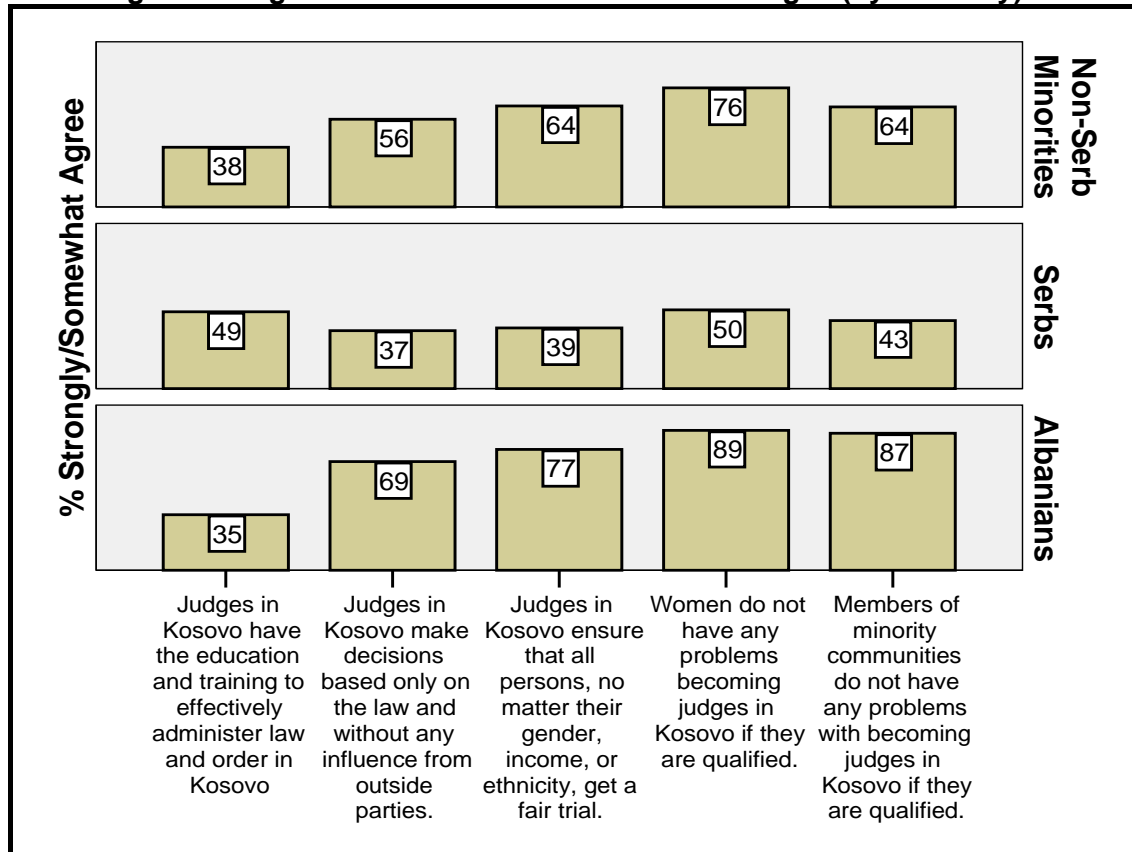 % Strongly/Somewhat Agree
Non-Serb
Minorities
38
56
64
76
64
Serbs
49
37
39
50
43
Albanians
35
69
77
89
87
Judges in
Kosovo have
the education
and training to
effectively
administer law
and order in
Kosovo
Judges in
Kosovo make
decisions
based only on
the law and
without any
influence from
outside
parties.
Judges in
Kosovo ensure
that all
persons, no
matter their
gender,
income, or
ethnicity, get a
fair trial.
Women do not
have any
problems
becoming
judges in
Kosovo if they
are qualified.
Members of
minority
communities
do not have
any problems
with becoming
judges in
Kosovo if they
are qualified.